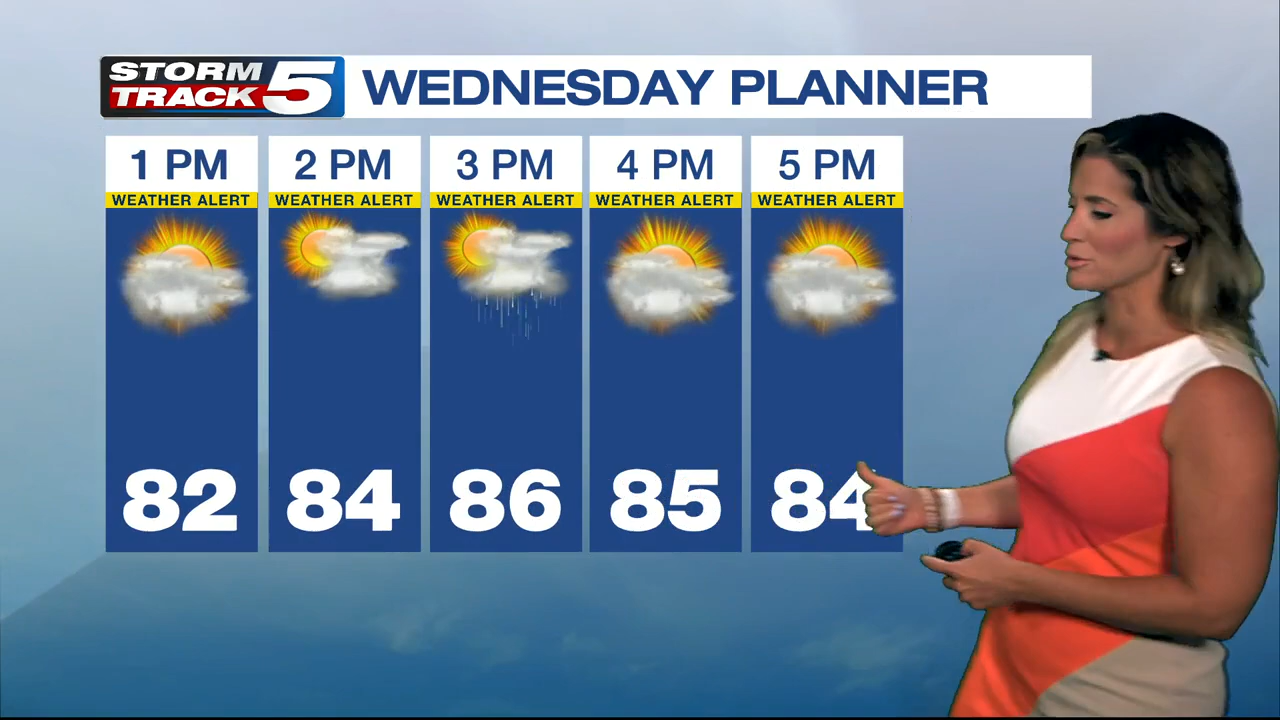 STORM TRACK 5 WEDNESDAY PLANNER
1 PM 2 PM 3 PM 4 PM 5 PM
WEATHER ALERT WEATHER ALERT WEATHER ALERT WEATHER ALERT WEATHER ALERT
82 84 86 85 84